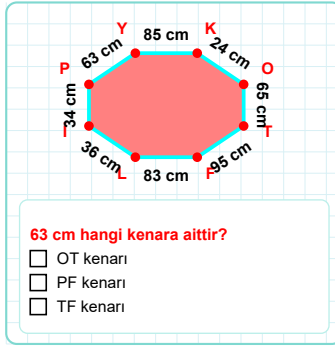 Y
85 cm
K
63 cm
24 cm
P
O
34 cm
65 cm
I
T
36 cm
95 cm
L
83 cm
F
63 cm hangi kenara aittir?
OT kenarı
PF kenarı
TF kenarı